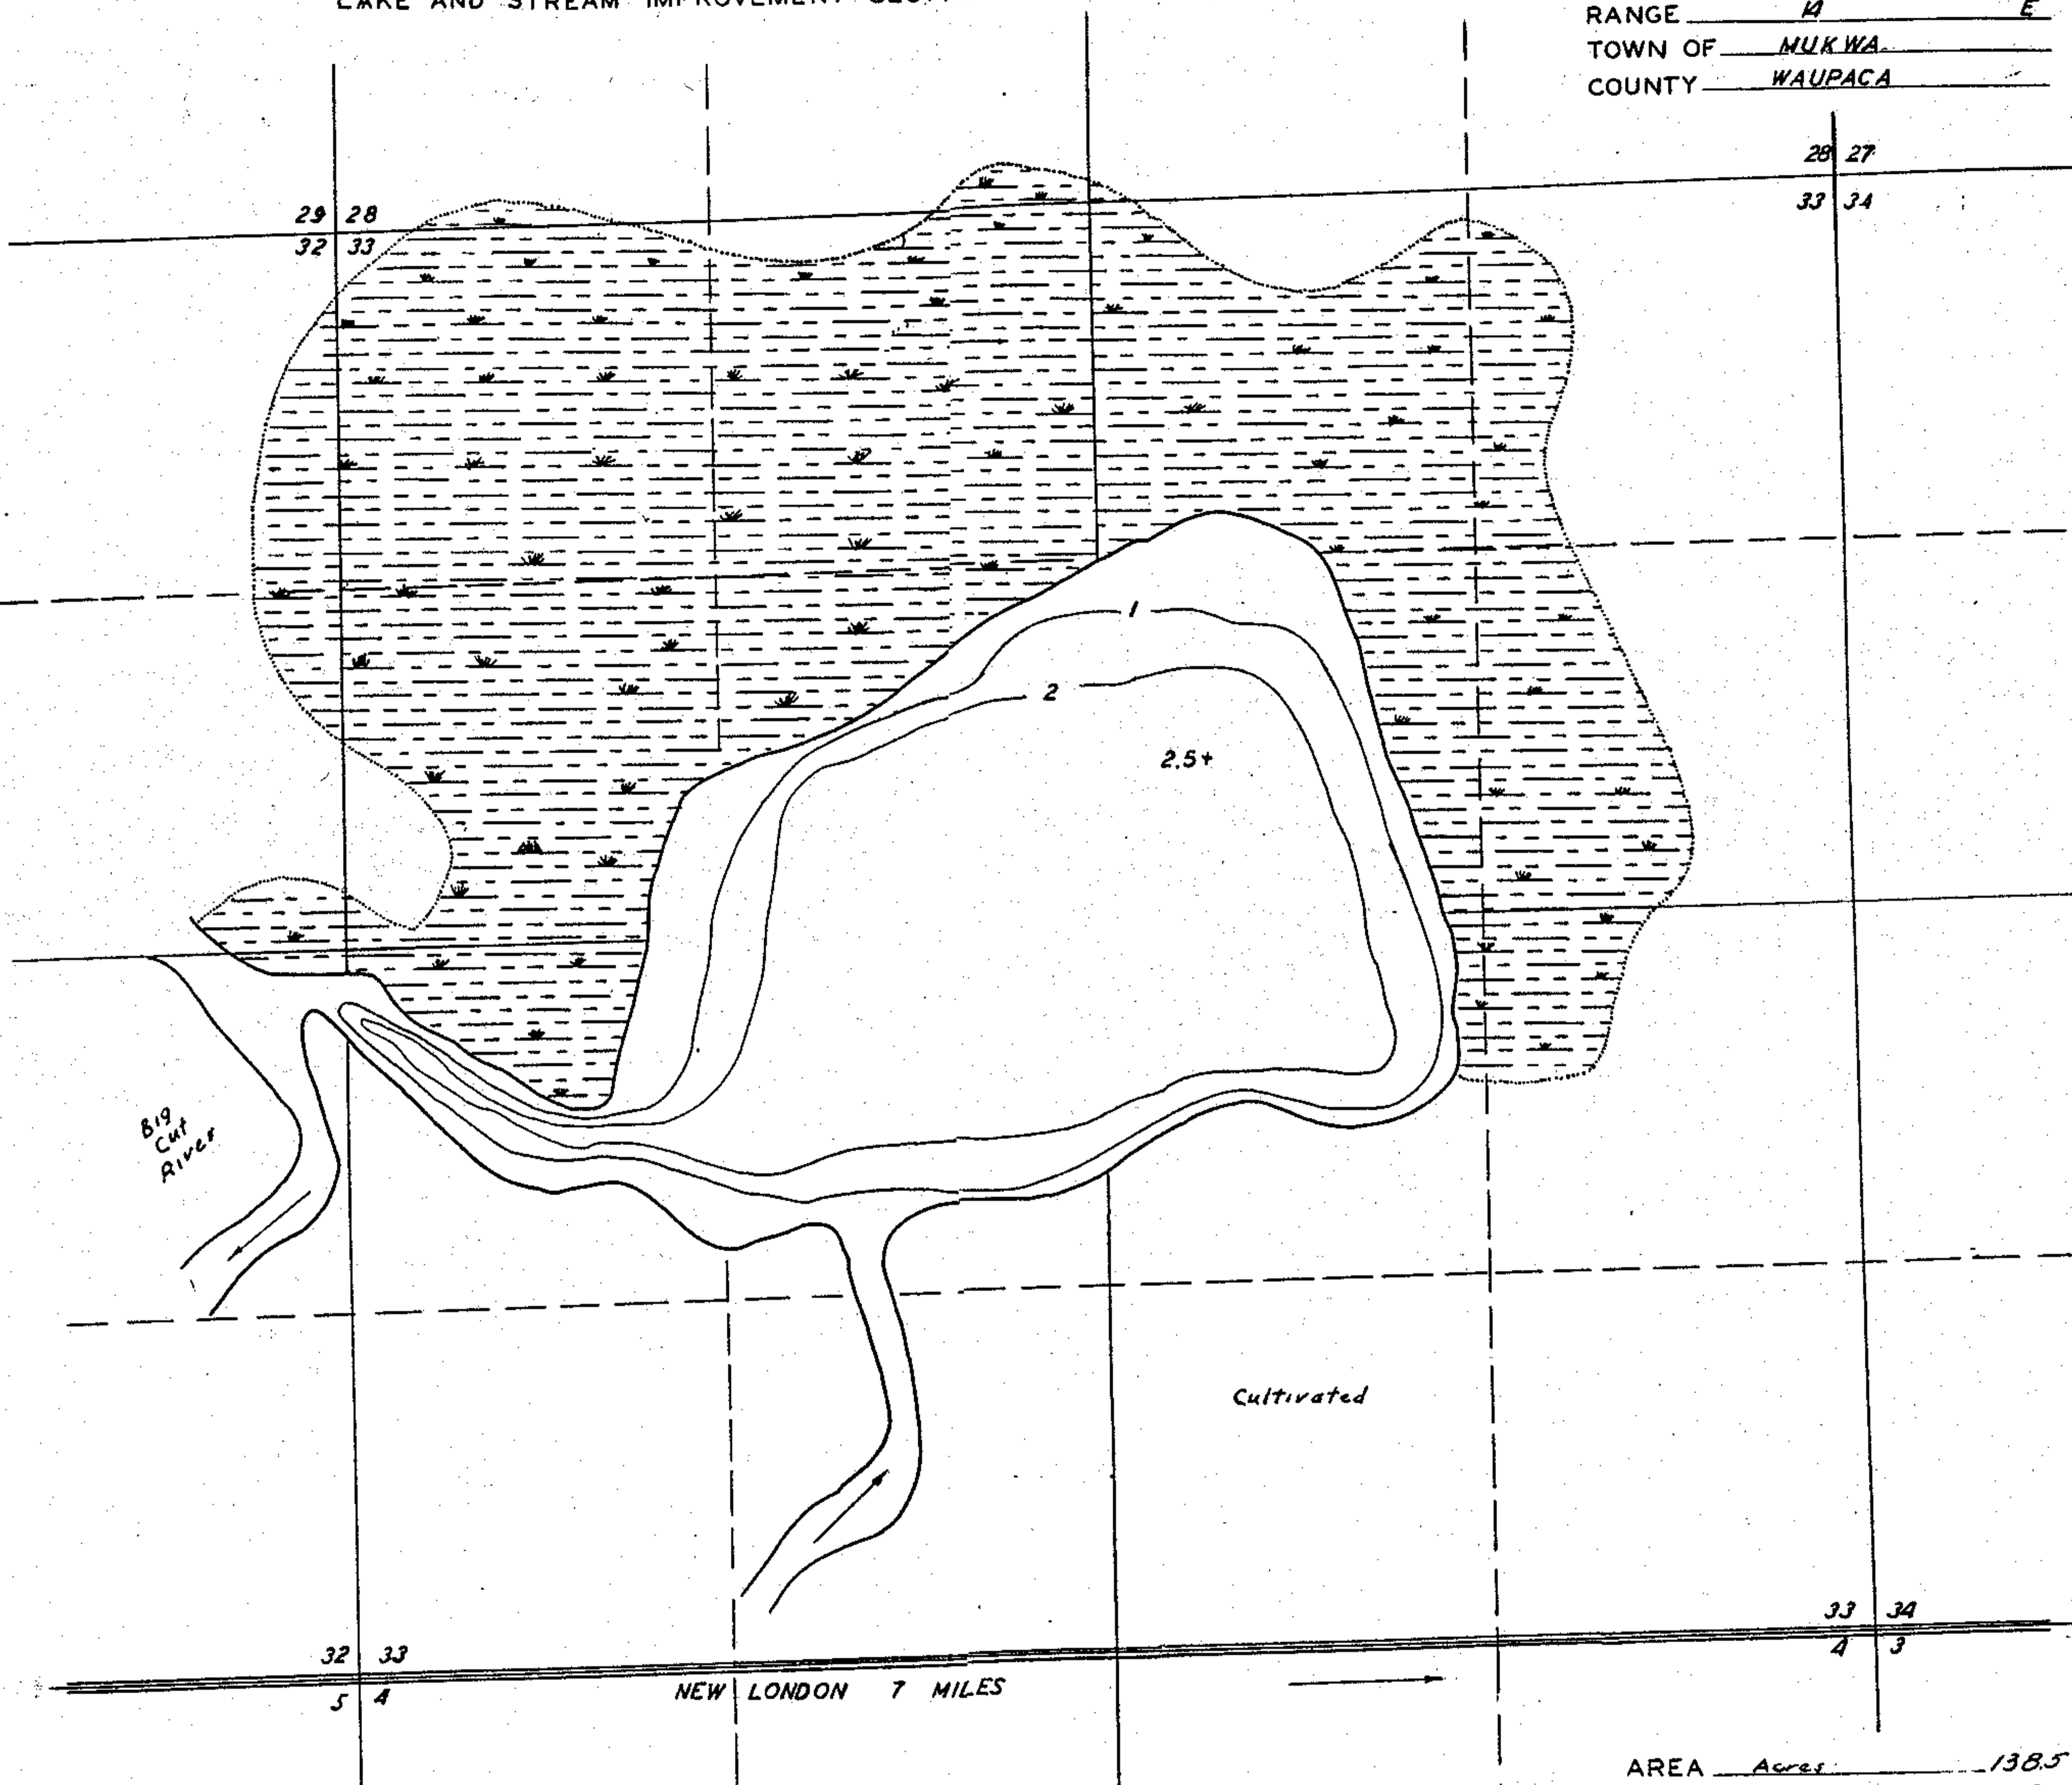 LAKE AND STREAM IMPROVEMENT
RANGE 14 E
TOWN OF MUKWA
COUNTY WAUPACA
28 27
33 34
29 28
32 33
1
2
2.5+
Big
Cut
River
Cultivated
33 34
4 3
32 33
5 4
NEW LONDON 7 MILES
AREA Acres 138.5